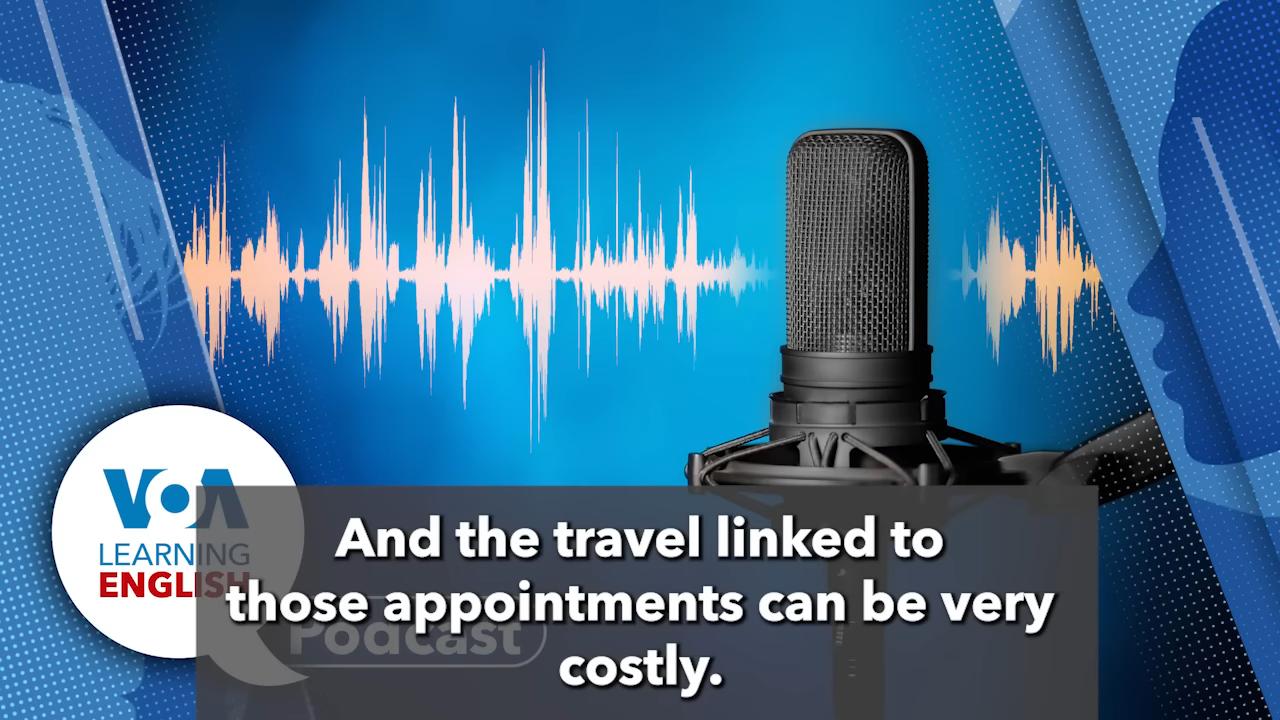 VOA
LEARNING
ENGLISH
Podcast
And the travel linked to
those appointments can be very
costly.